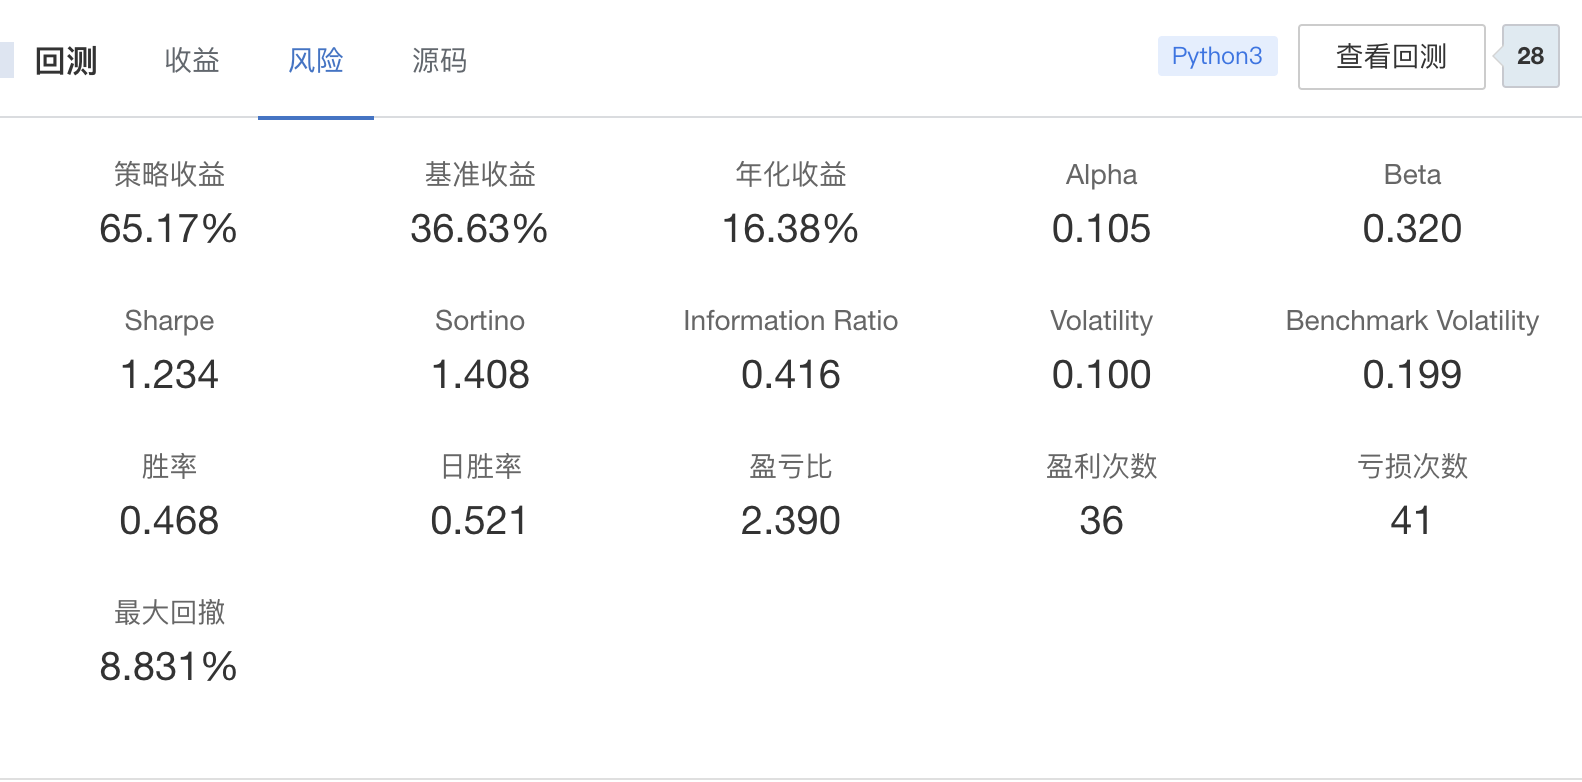 回测 收益 风险 源码 Python3 查看回测 28
策略收益 基准收益 年化收益 Alpha Beta
65.17% 36.63% 16.38% 0.105 0.320
Sharpe Sortino Information Ratio Volatility Benchmark Volatility
1.234 1.408 0.416 0.100 0.199
胜率 日胜率 盈亏比 盈利次数 亏损次数
0.468 0.521 2.390 36 41
最大回撤
8.831%